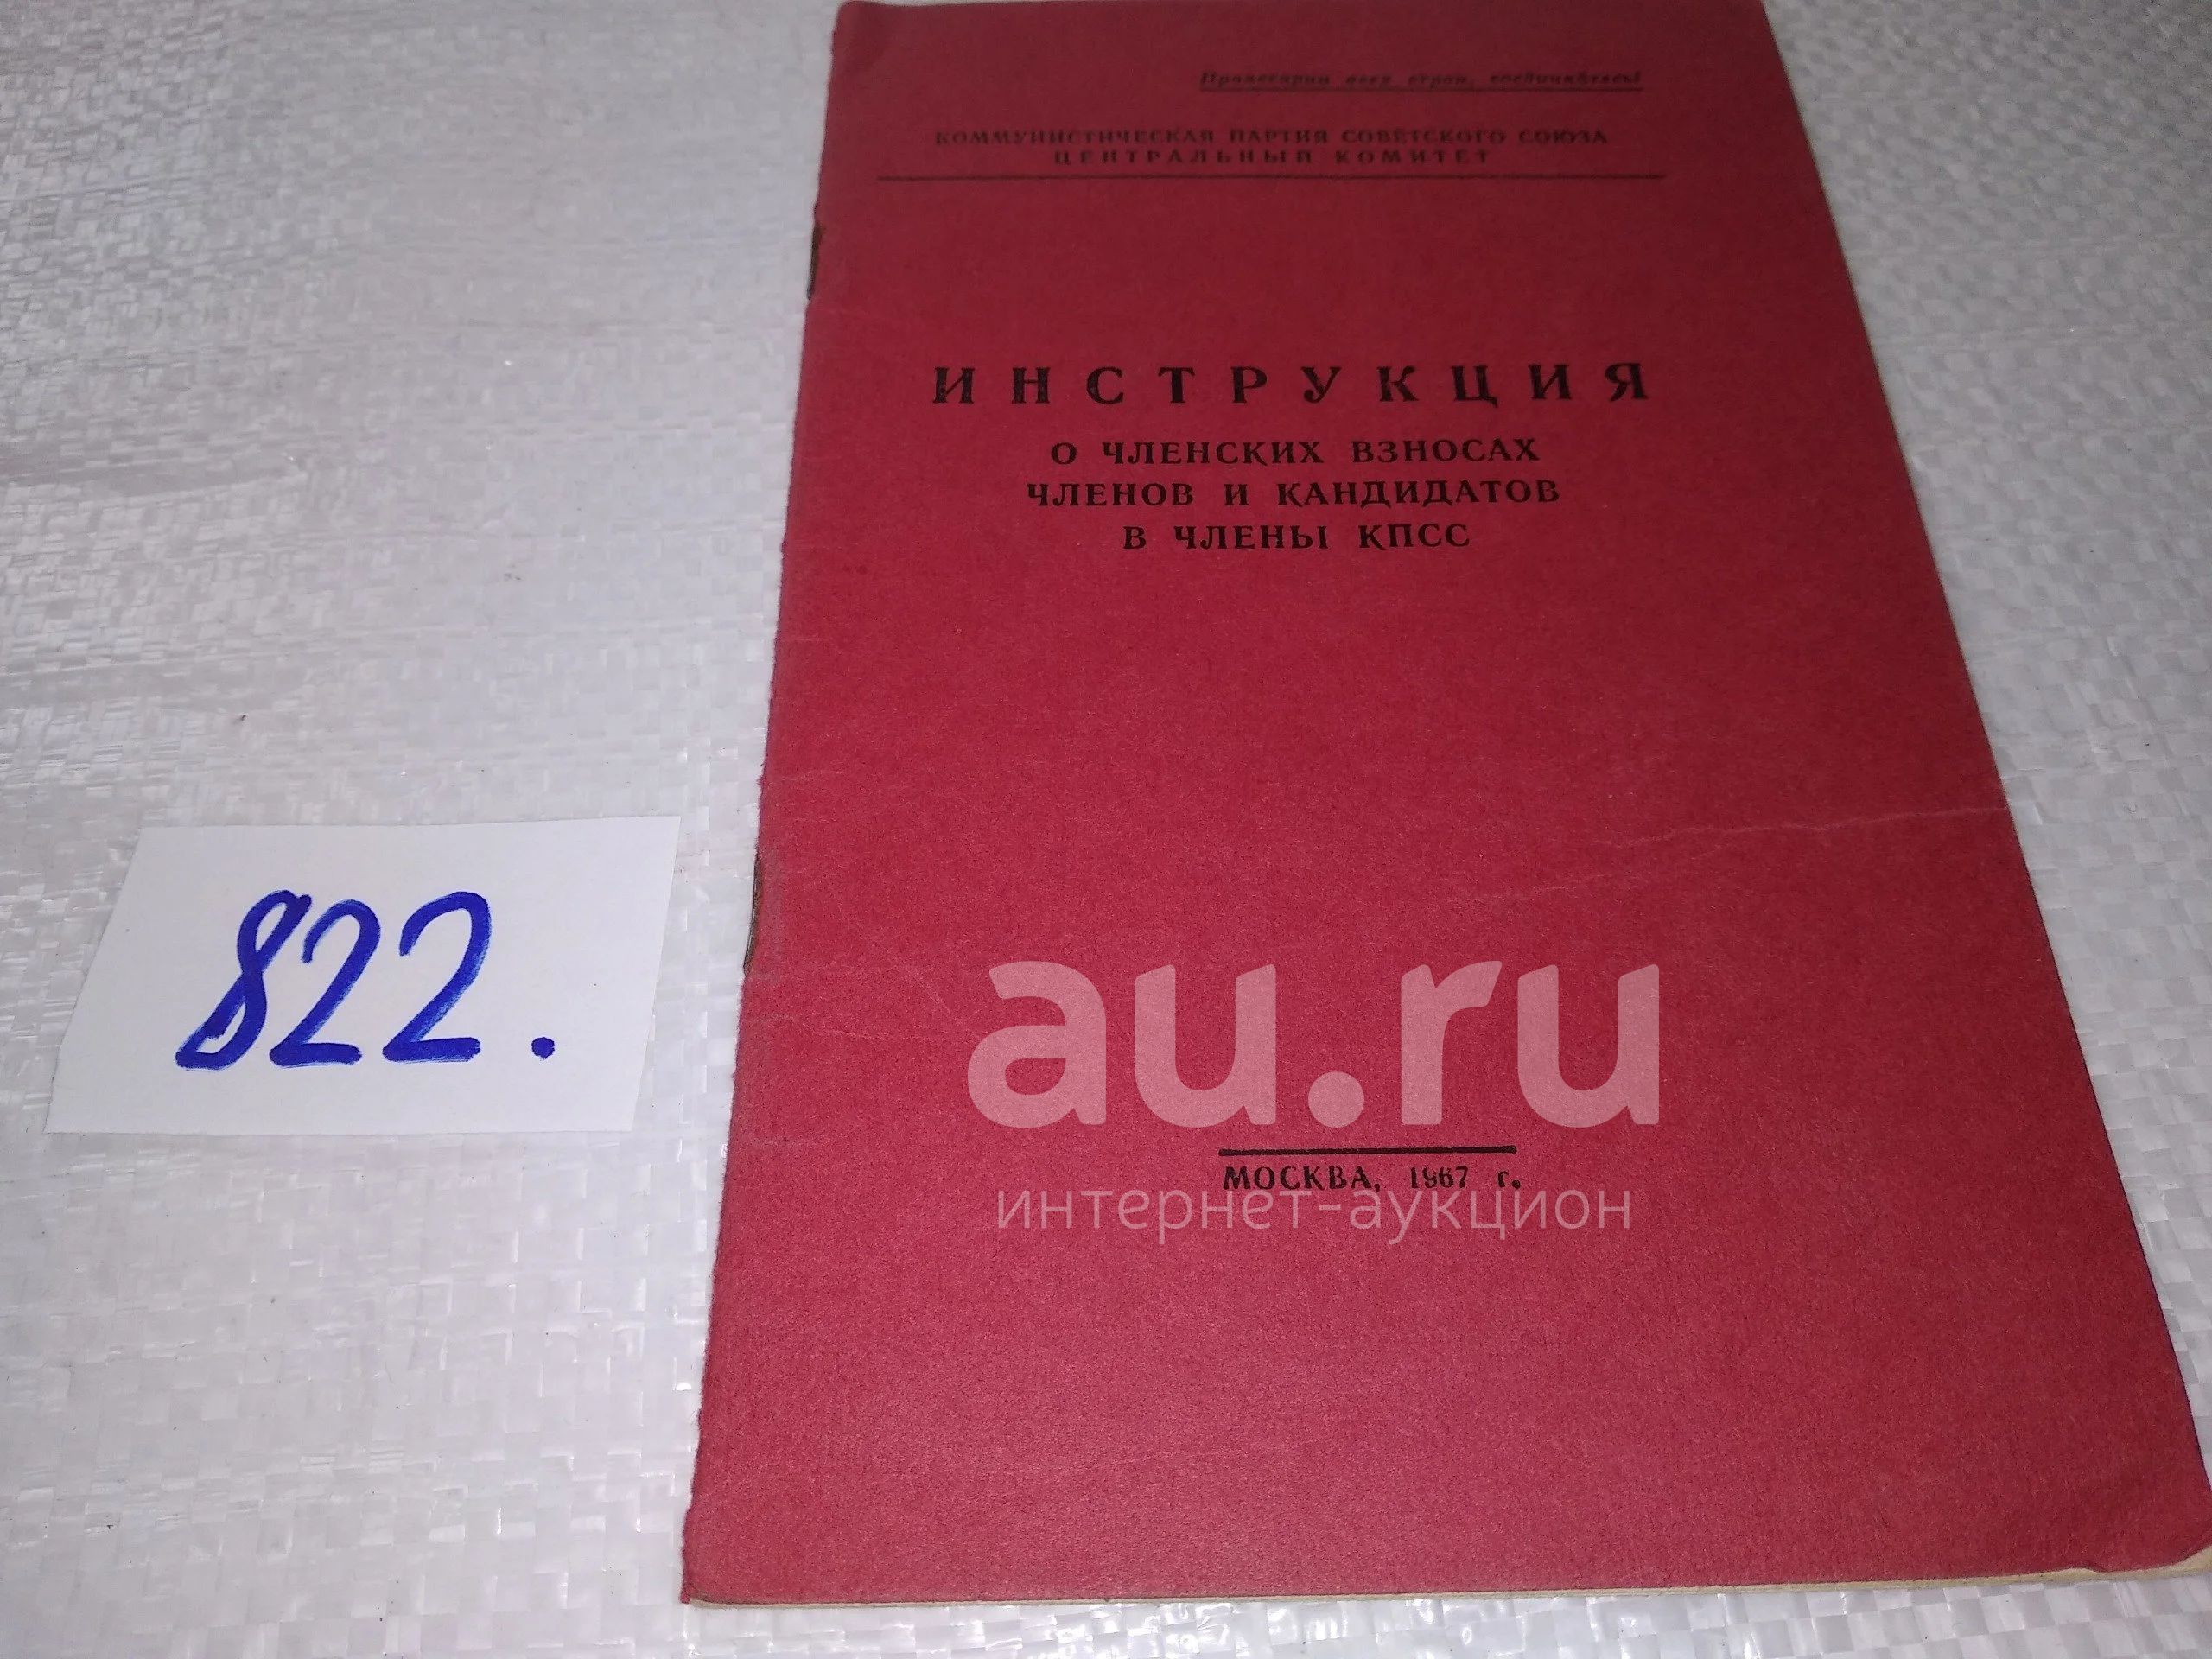 Пролетарии всех стран, соединяйтесь!
КОММУНИСТИЧЕСКАЯ ПАРТИЯ СОВЕТСКОГО СОЮЗА
ЦЕНТРАЛЬНЫЙ КОМИТЕТ
ИНСТРУКЦИЯ
О ЧЛЕНСКИХ ВЗНОСАХ
ЧЛЕНОВ И КАНДИДАТОВ
В ЧЛЕНЫ КПСС
822.
au.ru
МОСКВА, 1967 г.
интернет-аукцион